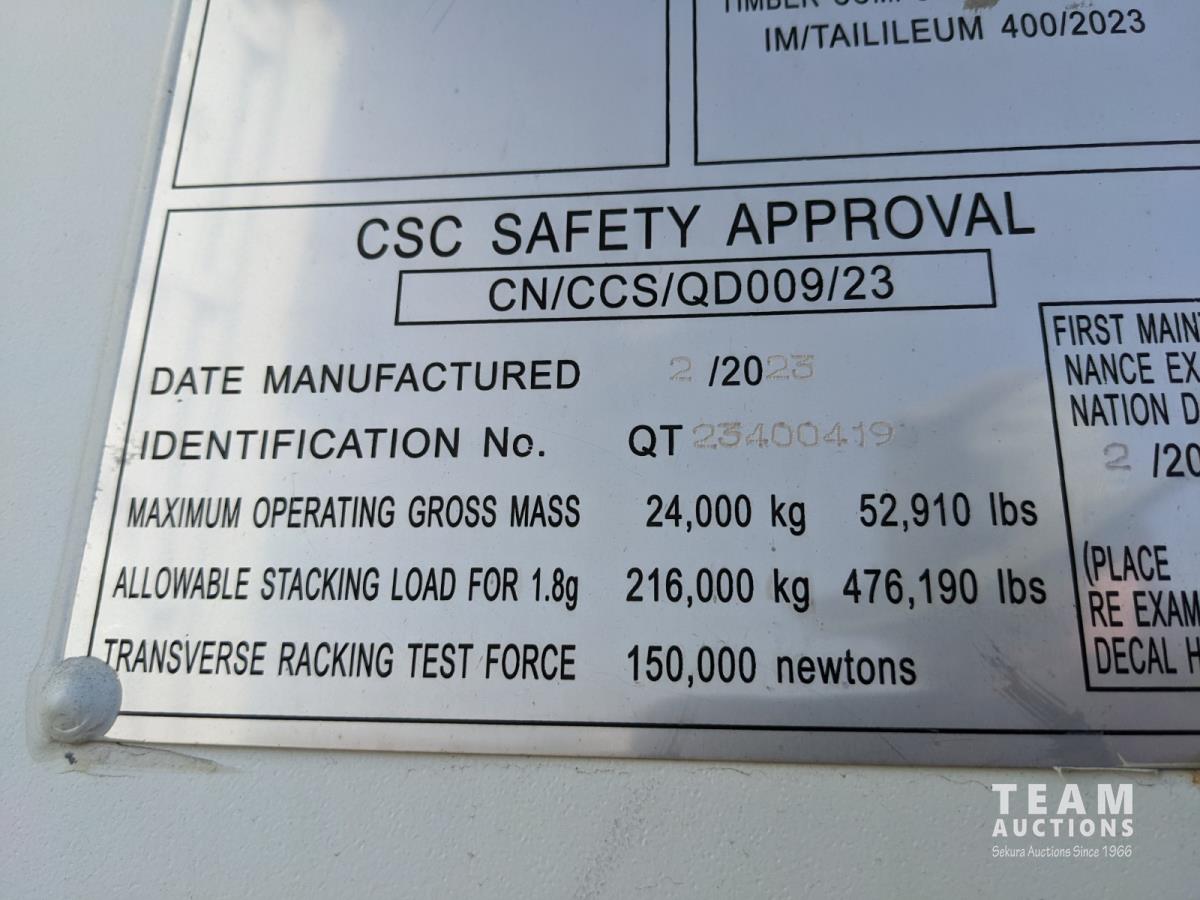 TIMBER COMP
IM/TAILILEUM 400/2023
CSC SAFETY APPROVAL
CN/CCS/QD009/23
DATE MANUFACTURED 2 /2023
IDENTIFICATION No. QT 23400419
MAXIMUM OPERATING GROSS MASS 24,000 kg 52,910 lbs
ALLOWABLE STACKING LOAD FOR 1.8g 216,000 kg 476,190 lbs
TRANSVERSE RACKING TEST FORCE 150,000 newtons
FIRST MAIN
NANCE EX
NATION D
2 /20
(PLACE
RE EXAM
DECAL H
TEAM
AUCTIONS
Sekura Auctions Since 1966